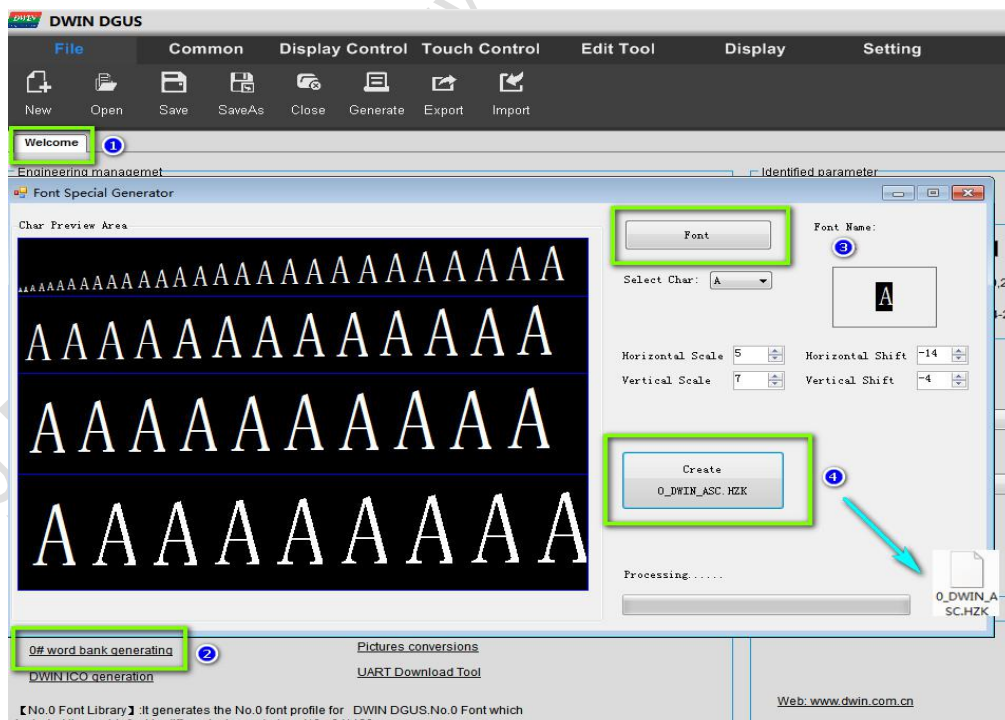 DWIN DGUS
File Common Display Control Touch Control Edit Tool Display Setting
New Open Save SaveAs Close Generate Export Import
Welcome 1
Engineering managemet
Identified parameter
Font Special Generator
Char Preview Area
AAAAAAAAAAAAAAAAAAAAAAAA
AAAAAAAAAAAAA
AAAAAAAAAAA
AAAAAAAAA
Font
Font Name:
3
Select Char: A
A
Horizontal Scale 5 Horizontal Shift -14
Vertical Scale 7 Vertical Shift -4
Create
0_DWIN_ASC.HZK
4
Processing......
0_DWIN_A
SC.HZK
0# word bank generating 2
Pictures conversions
DWIN ICO generation
UART Download Tool
【No.0 Font Library】:It generates the No.0 font profile for DWIN DGUS.No.0 Font which
Web: www.dwin.com.cn